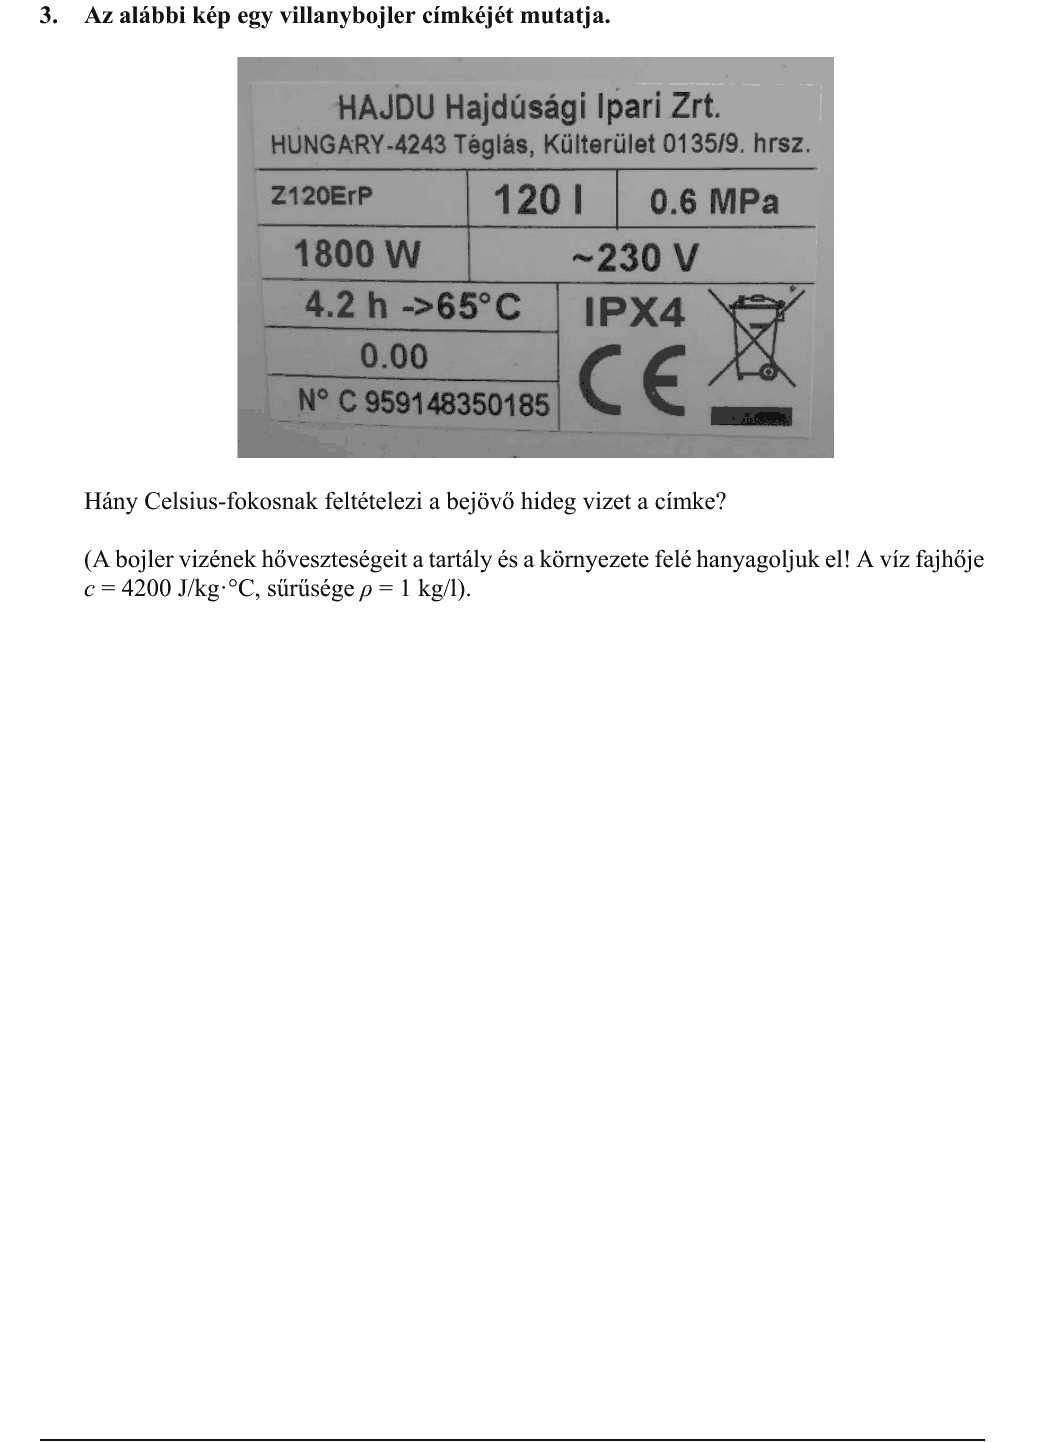 3. Az alábbi kép egy villanybojler címkéjét mutatja.
HAJDU Hajdúsági Ipari Zrt.
HUNGARY-4243 Téglás, Külterület 0135/9. hrsz.
Z120ErP 120 l 0.6 MPa
1800 W ~230 V
4.2 h ->65°C IPX4
0.00 CE
N° C 959148350185
Hány Celsius-fokosnak feltételezi a bejövő hideg vizet a címke?
(A bojler vizének hőveszteségeit a tartály és a környezete felé hanyagoljuk el! A víz fajhője
c = 4200 J/kg·°C, sűrűsége ρ = 1 kg/l).